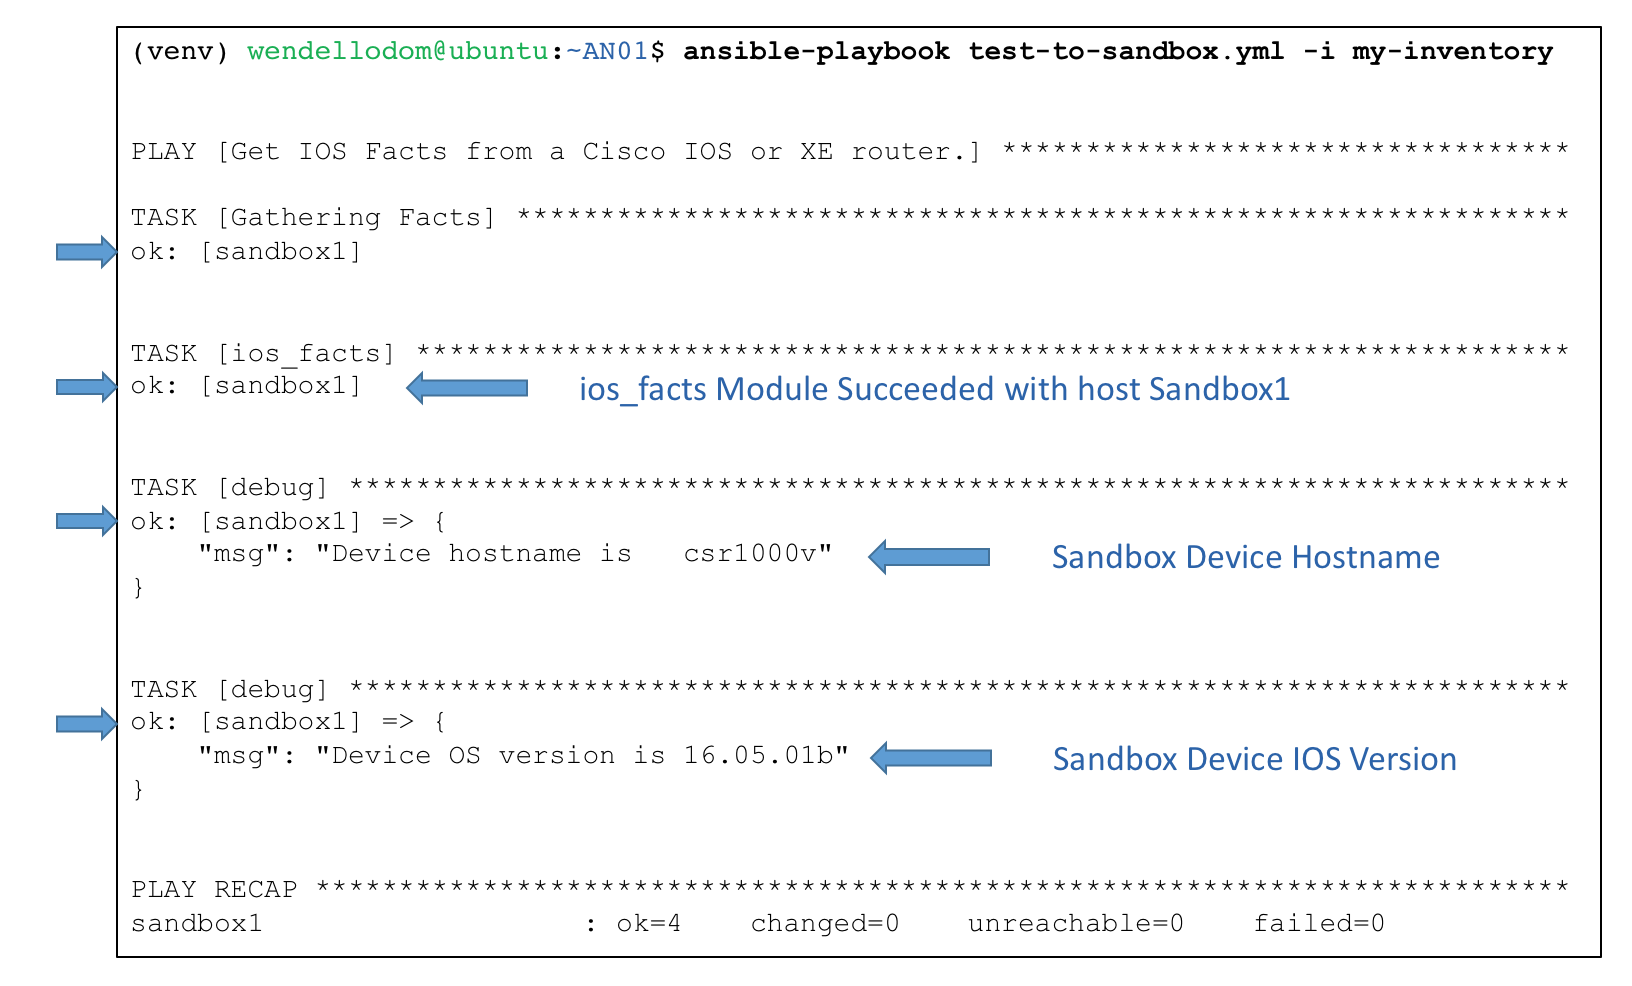 (venv) wendellodom@ubuntu:~AN01$ ansible-playbook test-to-sandbox.yml -i my-inventory
PLAY [Get IOS Facts from a Cisco IOS or XE router.] **********************************
TASK [Gathering Facts] ***************************************************************
ok: [sandbox1]
TASK [ios_facts] *********************************************************************
ok: [sandbox1] ios_facts Module Succeeded with host Sandbox1
TASK [debug] *************************************************************************
ok: [sandbox1] => {
"msg": "Device hostname is   csr1000v" Sandbox Device Hostname
}
TASK [debug] *************************************************************************
ok: [sandbox1] => {
"msg": "Device OS version is 16.05.01b" Sandbox Device IOS Version
}
PLAY RECAP ***************************************************************************
sandbox1                   : ok=4    changed=0    unreachable=0    failed=0